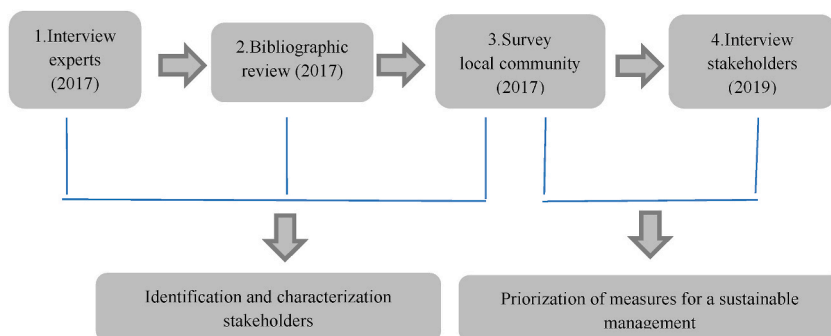 1.Interview
experts
(2017)
2.Bibliographic
review (2017)
3.Survey
local community
(2017)
4.Interview
stakeholders
(2019)
Identification and characterization
stakeholders
Priorization of measures for a sustainable
management